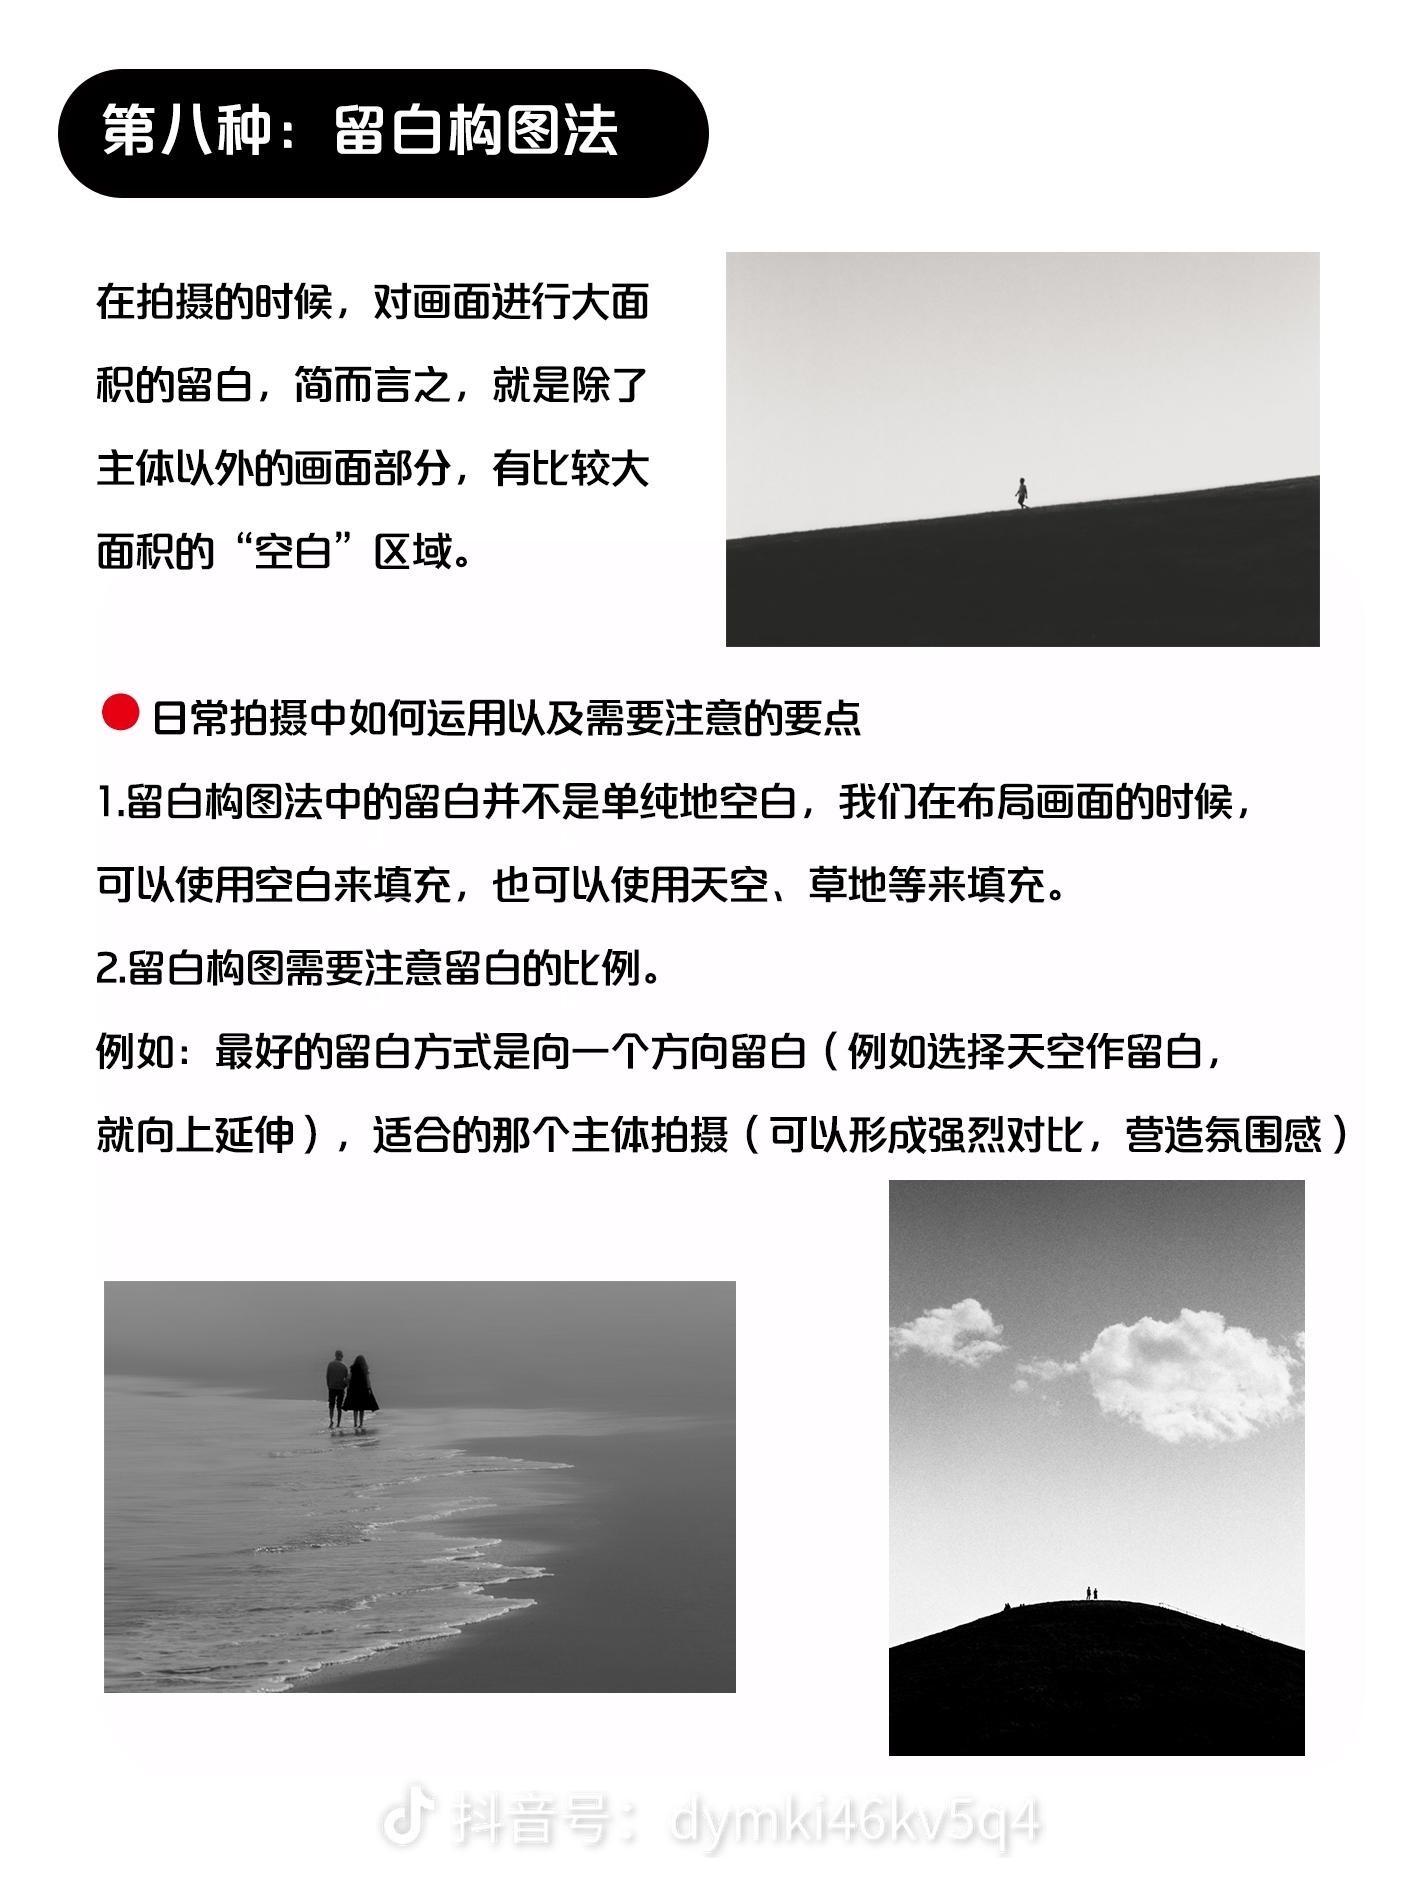 第八种：留白构图法
在拍摄的时候，对画面进行大面
积的留白，简而言之，就是除了
主体以外的画面部分，有比较大
面积的“空白”区域。
日常拍摄中如何运用以及需要注意的要点
1.留白构图法中的留白并不是单纯地空白，我们在布局画面的时候，
可以使用空白来填充，也可以使用天空、草地等来填充。
2.留白构图需要注意留白的比例。
例如：最好的留白方式是向一个方向留白（例如选择天空作留白，
就向上延伸），适合的那个主体拍摄（可以形成强烈对比，营造氛围感）
抖音号：dymki46kv5q4